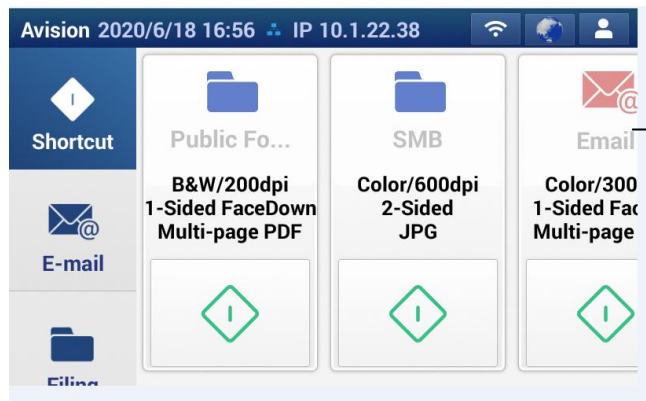 Avision 2020/6/18 16:56 IP 10.1.22.38
Shortcut
E-mail
Filing
Public Fo...
B&W/200dpi
1-Sided FaceDown
Multi-page PDF
SMB
Color/600dpi
2-Sided
JPG
Email
Color/300
1-Sided Fac
Multi-page